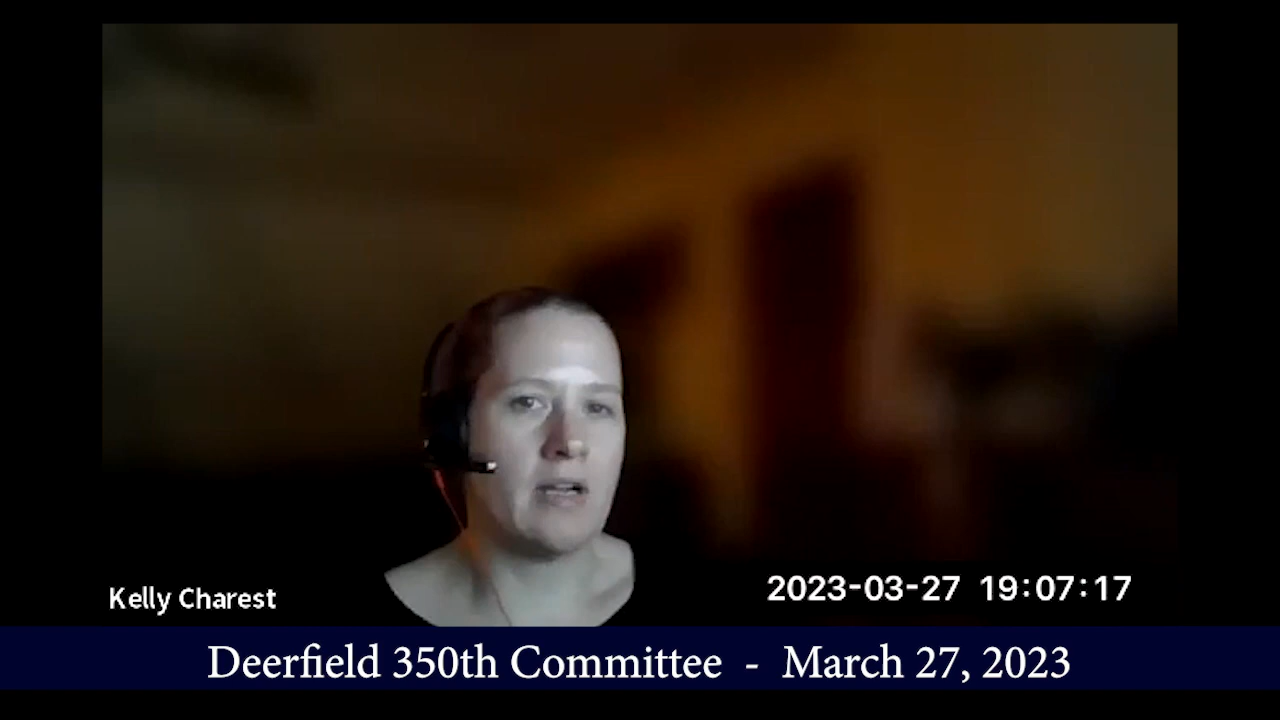 Kelly Charest
2023-03-27 19:07:17
Deerfield 350th Committee - March 27, 2023